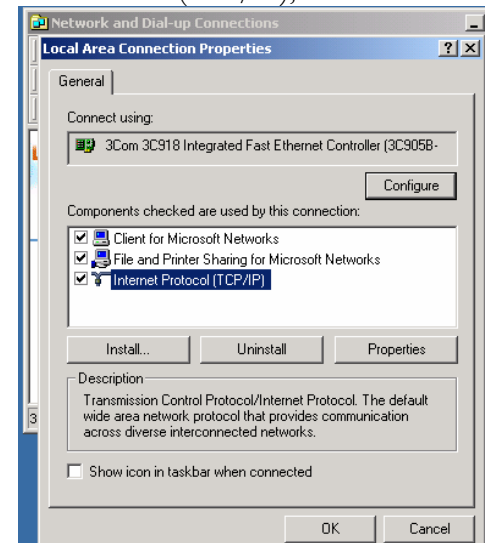 Network and Dial-up Connections
Local Area Connection Properties
General
Connect using:
3Com 3C918 Integrated Fast Ethernet Controller (3C905B-
Configure
Components checked are used by this connection:
Client for Microsoft Networks
File and Printer Sharing for Microsoft Networks
Internet Protocol (TCP/IP)
Install...
Uninstall
Properties
Description
Transmission Control Protocol/Internet Protocol. The default
wide area network protocol that provides communication
across diverse interconnected networks.
3
Show icon in taskbar when connected
OK
Cancel